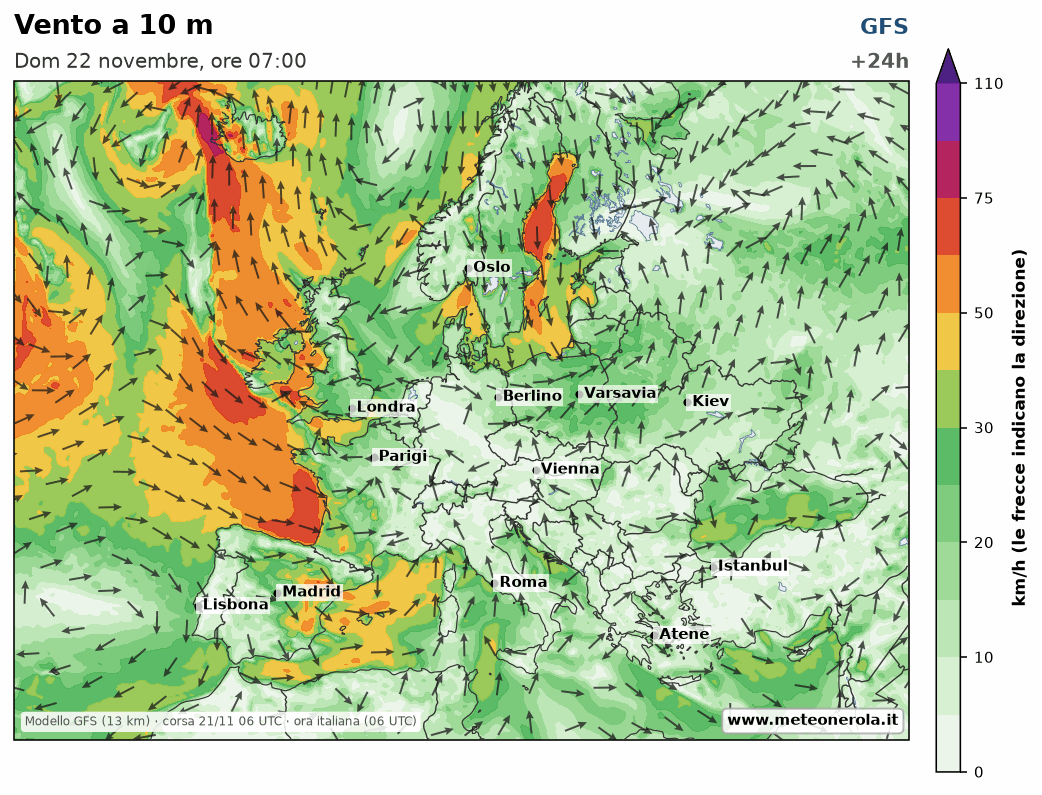 Vento a 10 m
GFS
Dom 22 novembre, ore 07:00
+24h
110
75
50
30
20
10
0
km/h (le frecce indicano la direzione)
Oslo
Berlino
Varsavia
Kiev
Londra
Parigi
Vienna
Istanbul
Roma
Madrid
Lisbona
Atene
Modello GFS (13 km) · corsa 21/11 06 UTC · ora italiana (06 UTC)
www.meteonerola.it